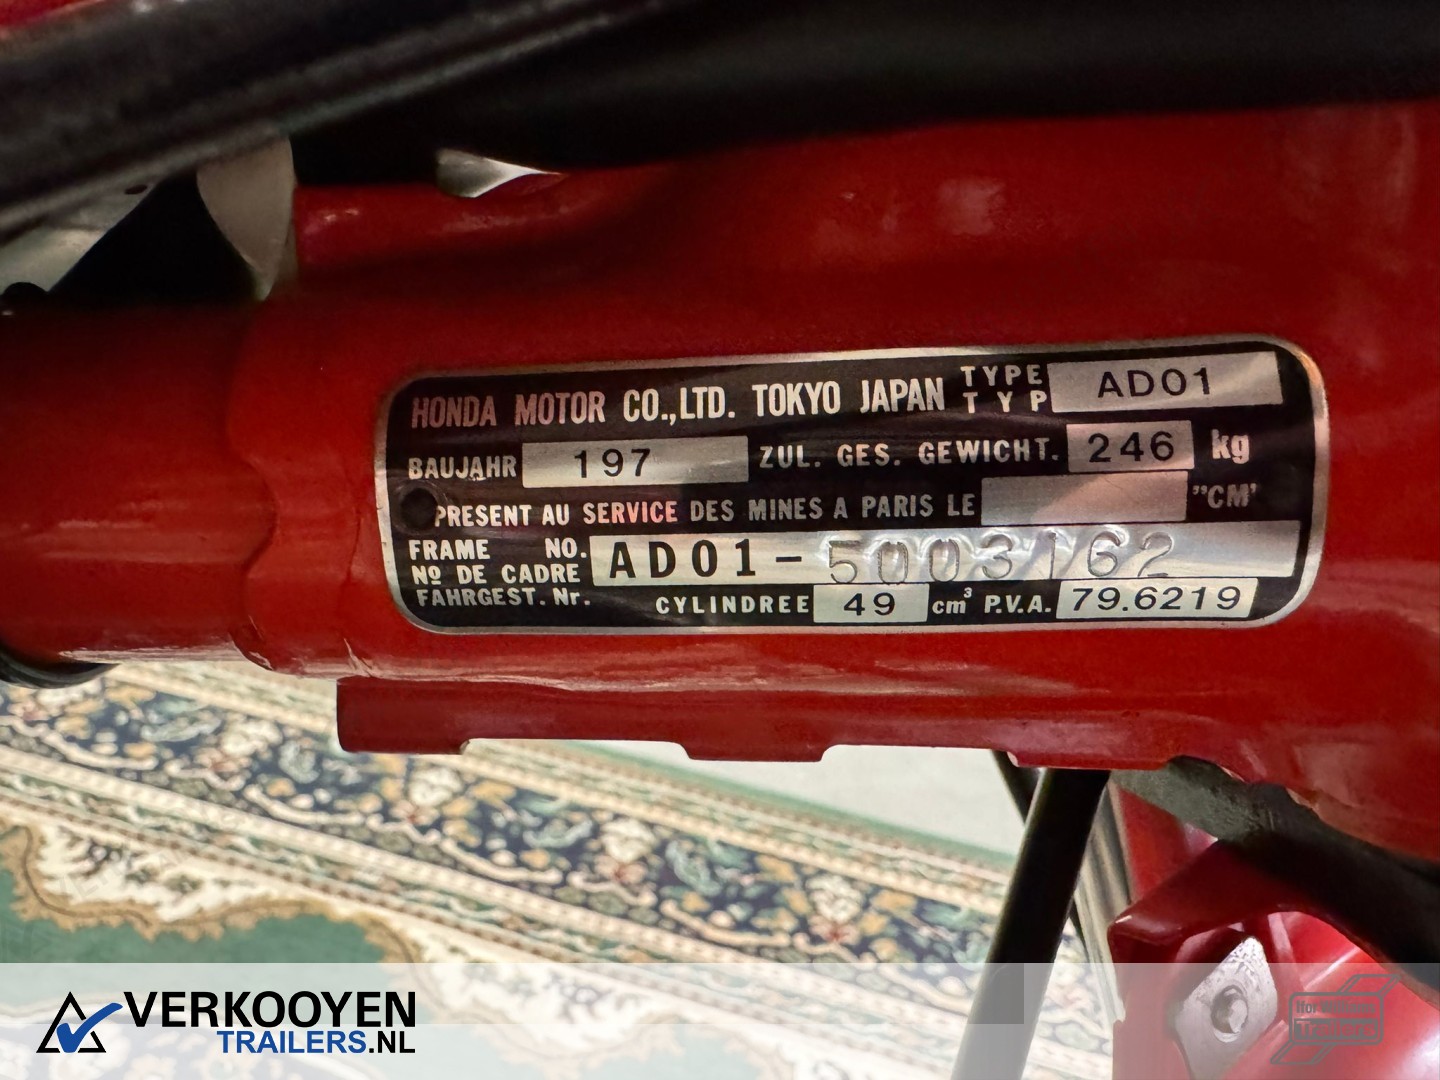 HONDA MOTOR CO.,LTD. TOKYO JAPAN TYPE TYP AD01
BAUJAHR 197 ZUL. GES. GEWICHT. 246 kg
PRESENT AU SERVICE DES MINES A PARIS LE "CM'
FRAME NO.
Nº DE CADRE
FAHRGEST. Nr.
AD01-5003162
CYLINDREE 49 cm³ P.V.A. 79.6219
VERKOOYEN
TRAILERS.NL
Trailers